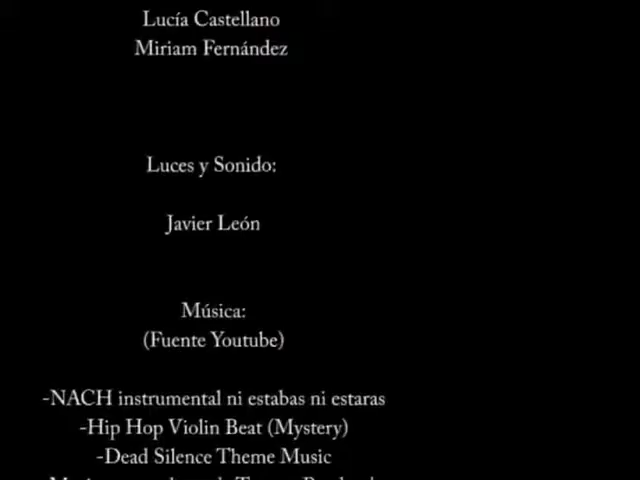 Lucía Castellano
Miriam Fernández
Luces y Sonido:
Javier León
Música:
(Fuente Youtube)
-NACH instrumental ni estabas ni estaras
-Hip Hop Violin Beat (Mystery)
-Dead Silence Theme Music